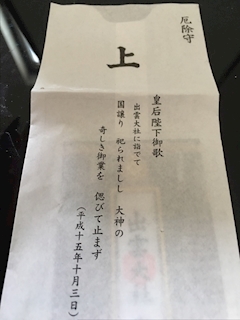 厄除守
上
皇后陛下御歌
出雲大社に詣でて
国譲り 祀られましし 大神の
奇しき御業を 偲びて止まず
(平成十五年十月三日)